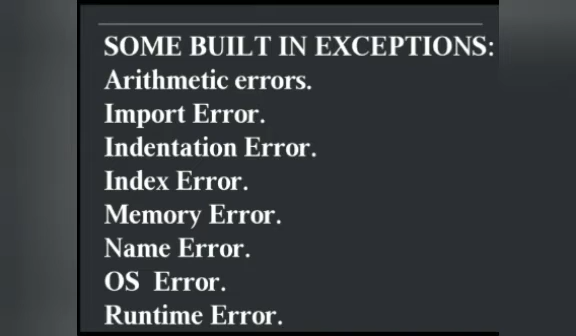 SOME BUILT IN EXCEPTIONS:
Arithmetic errors.
Import Error.
Indentation Error.
Index Error.
Memory Error.
Name Error.
OS Error.
Runtime Error.